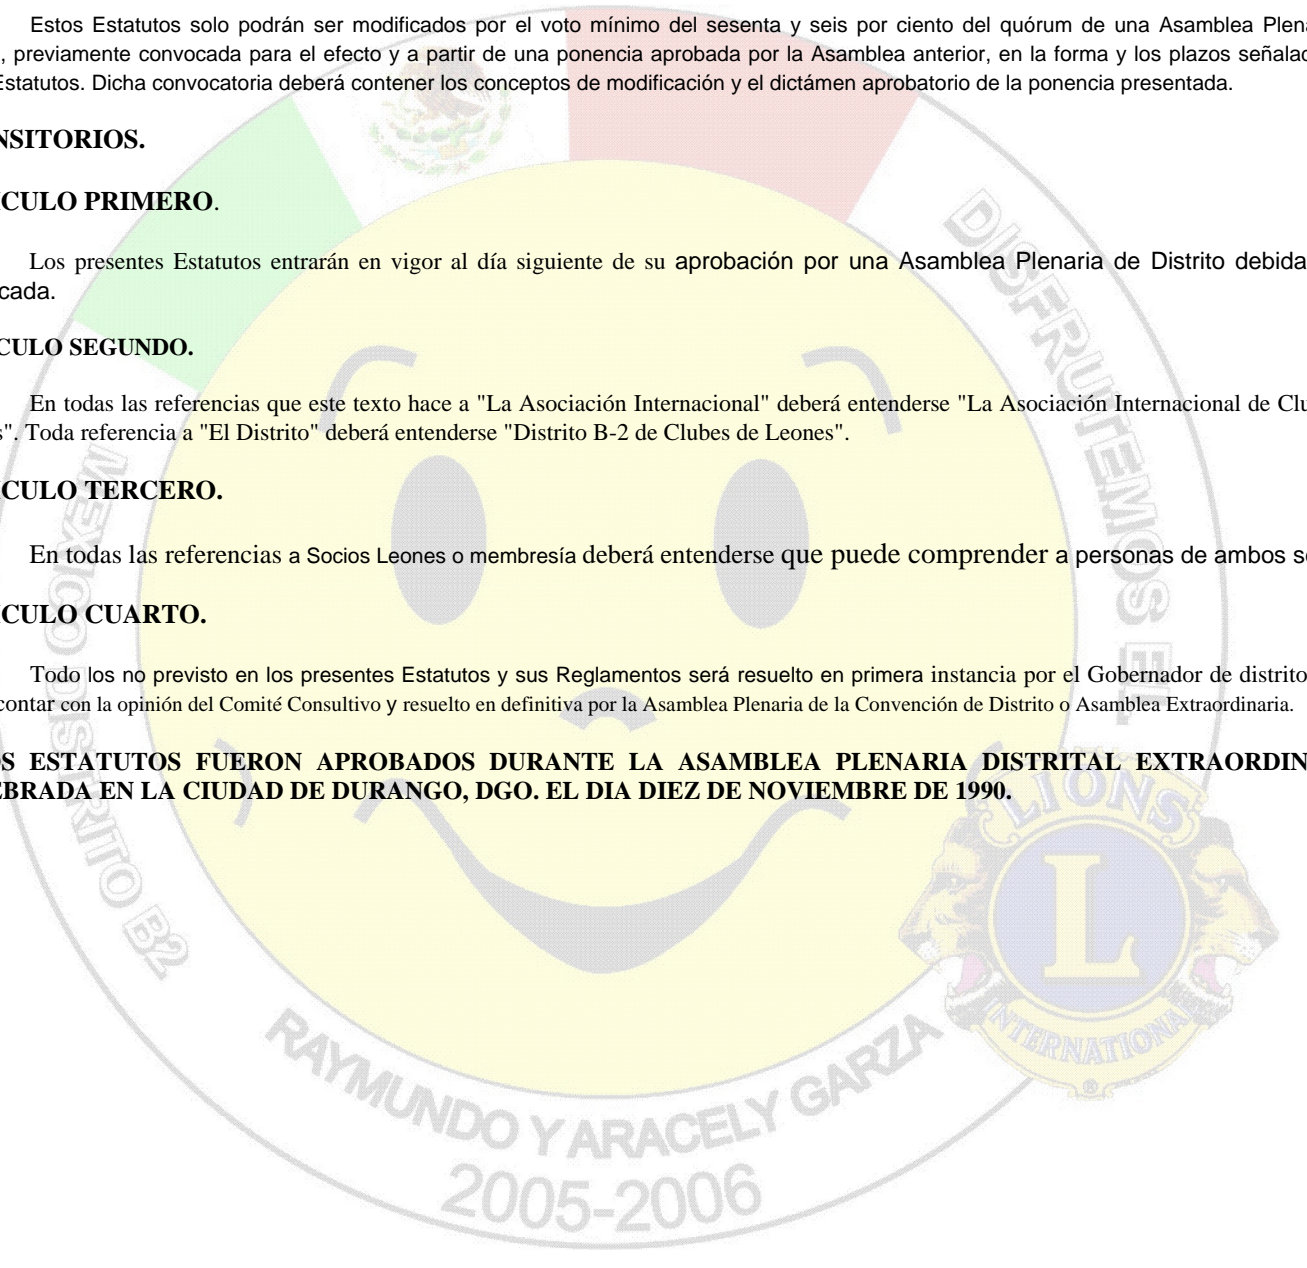 Estos Estatutos solo podrán ser modificados por el voto mínimo del sesenta y seis por ciento del quórum de una Asamblea Plena
, previamente convocada para el efecto y a partir de una ponencia aprobada por la Asamblea anterior, en la forma y los plazos señalad
Estatutos. Dicha convocatoria deberá contener los conceptos de modificación y el dictámen aprobatorio de la ponencia presentada.
NSITORIOS.
ICULO PRIMERO.
Los presentes Estatutos entrarán en vigor al día siguiente de su aprobación por una Asamblea Plenaria de Distrito debida
cada.
CULO SEGUNDO.
En todas las referencias que este texto hace a "La Asociación Internacional" deberá entenderse "La Asociación Internacional de Clu
s". Toda referencia a "El Distrito" deberá entenderse "Distrito B-2 de Clubes de Leones".
ICULO TERCERO.
En todas las referencias a Socios Leones o membresía deberá entenderse que puede comprender a personas de ambos se
ICULO CUARTO.
Todo los no previsto en los presentes Estatutos y sus Reglamentos será resuelto en primera instancia por el Gobernador de distrito
contar con la opinión del Comité Consultivo y resuelto en definitiva por la Asamblea Plenaria de la Convención de Distrito o Asamblea Extraordinaria.
OS ESTATUTOS FUERON APROBADOS DURANTE LA ASAMBLEA PLENARIA DISTRITAL EXTRAORDIN
EBRADA EN LA CIUDAD DE DURANGO, DGO. EL DIA DIEZ DE NOVIEMBRE DE 1990.
MEXICO DISTRITO B2
DISFRUTEMOS EL
LIONS
L
INTERNATIONAL
®
RAYMUNDO Y ARACELY GARZA
2005-2006